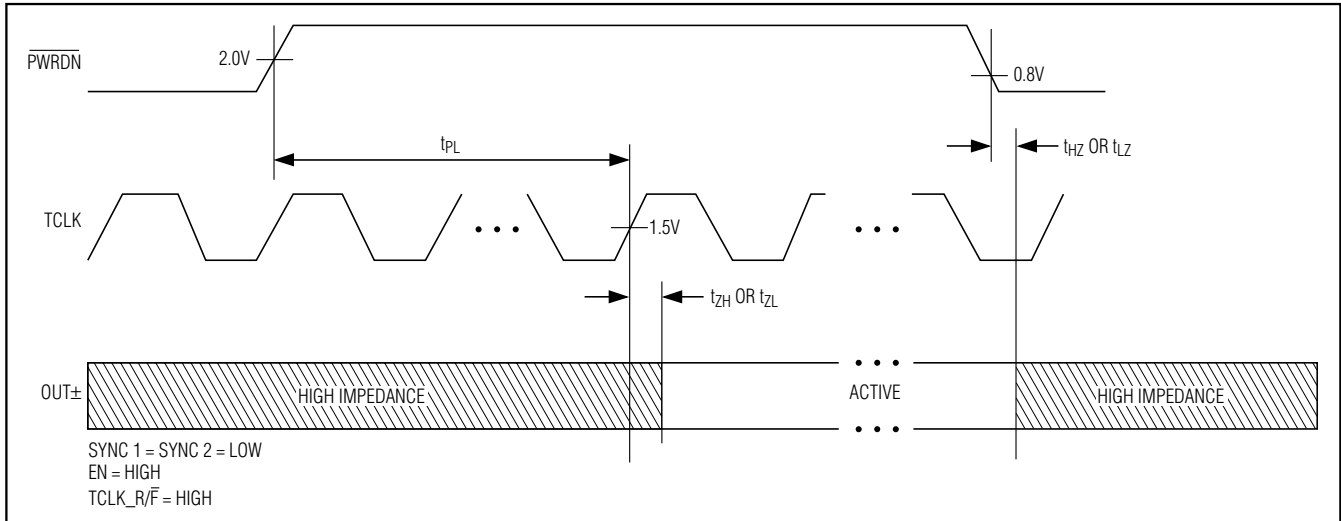 P̅W̅R̅D̅N̅
2.0V
0.8V
tPL
tHZ OR tLZ
TCLK
• • •
1.5V
• • •
tZH OR tZL
• • •
OUT±
HIGH IMPEDANCE
ACTIVE
HIGH IMPEDANCE
• • •
SYNC 1 = SYNC 2 = LOW
EN = HIGH
TCLK_R/F̅ = HIGH